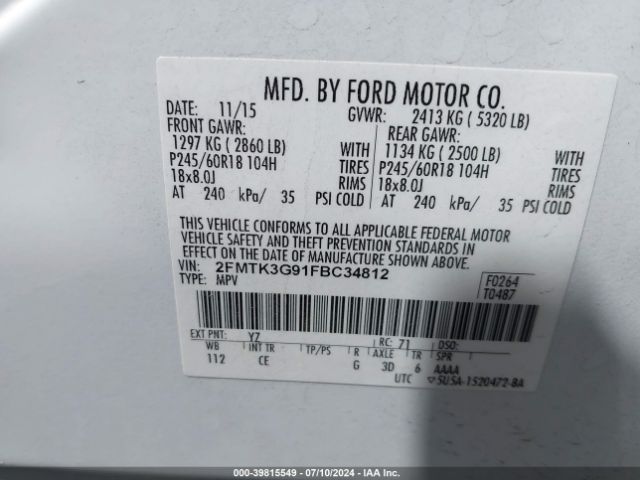 MFD. BY FORD MOTOR CO.
DATE: 11/15 GVWR: 2413 KG ( 5320 LB)
FRONT GAWR: REAR GAWR:
1297 KG ( 2860 LB) WITH 1134 KG ( 2500 LB) WITH
P245/60R18 104H TIRES P245/60R18 104H TIRES
18x8.0J RIMS 18x8.0J RIMS
AT 240 kPa/ 35 PSI COLD AT 240 kPa/ 35 PSI COLD
THIS VEHICLE CONFORMS TO ALL APPLICABLE FEDERAL MOTOR
VEHICLE SAFETY AND THEFT PREVENTION STANDARDS IN
EFFECT ON THE DATE OF MANUFACTURE SHOWN ABOVE.
VIN: 2FMTK3G91FBC34812 F0264
TYPE: MPV T0487
EXT PNT: YZ RC: 71 DSO:
WB INT TR TP/PS R AXLE TR SPR
112 CE G 3D 6 AAAA
UTC ▽5U5A-1520472-BA
000-39815549 / 07/10/2024 - IAA Inc.